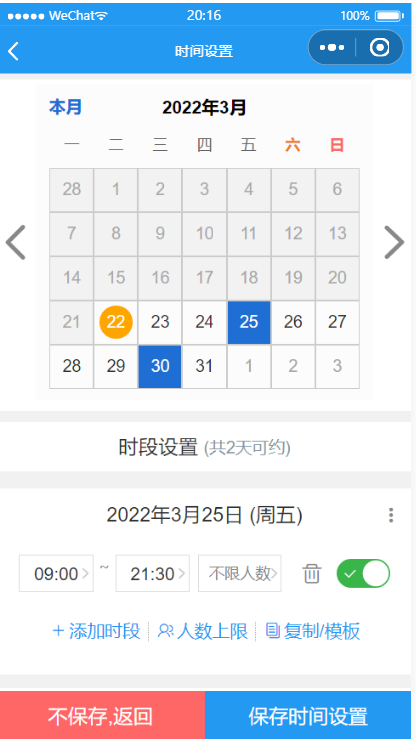 WeChat 20:16 100%
时间设置
本月 2022年3月
一 二 三 四 五 六 日
28 1 2 3 4 5 6
7 8 9 10 11 12 13
14 15 16 17 18 19 20
21 22 23 24 25 26 27
28 29 30 31 1 2 3
时段设置 (共2天可约)
2022年3月25日 (周五)
09:00 ~ 21:30 不限人数
+ 添加时段 人数上限 复制/模板
不保存,返回 保存时间设置